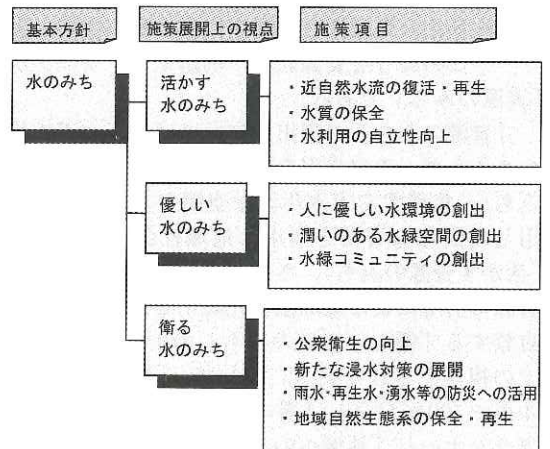 基本方針
施策展開上の視点
施策項目
水のみち
活かす
水のみち
・近自然水流の復活・再生
・水質の保全
・水利用の自立性向上
優しい
水のみち
・人に優しい水環境の創出
・潤いのある水緑空間の創出
・水緑コミュニティの創出
衛る
水のみち
・公衆衛生の向上
・新たな浸水対策の展開
・雨水・再生水・湧水等の防災への活用
・地域自然生態系の保全・再生